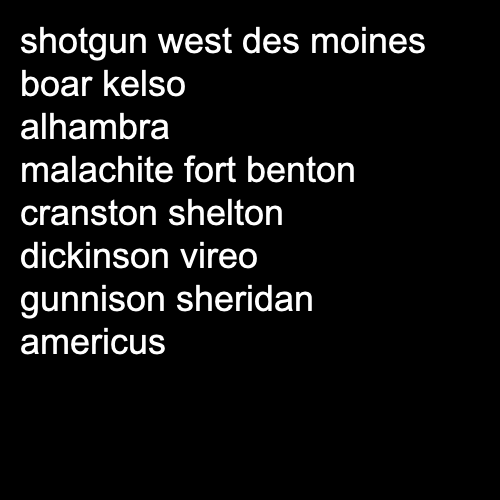 shotgun west des moines
boar kelso
alhambra
malachite fort benton
cranston shelton
dickinson vireo
gunnison sheridan
americus